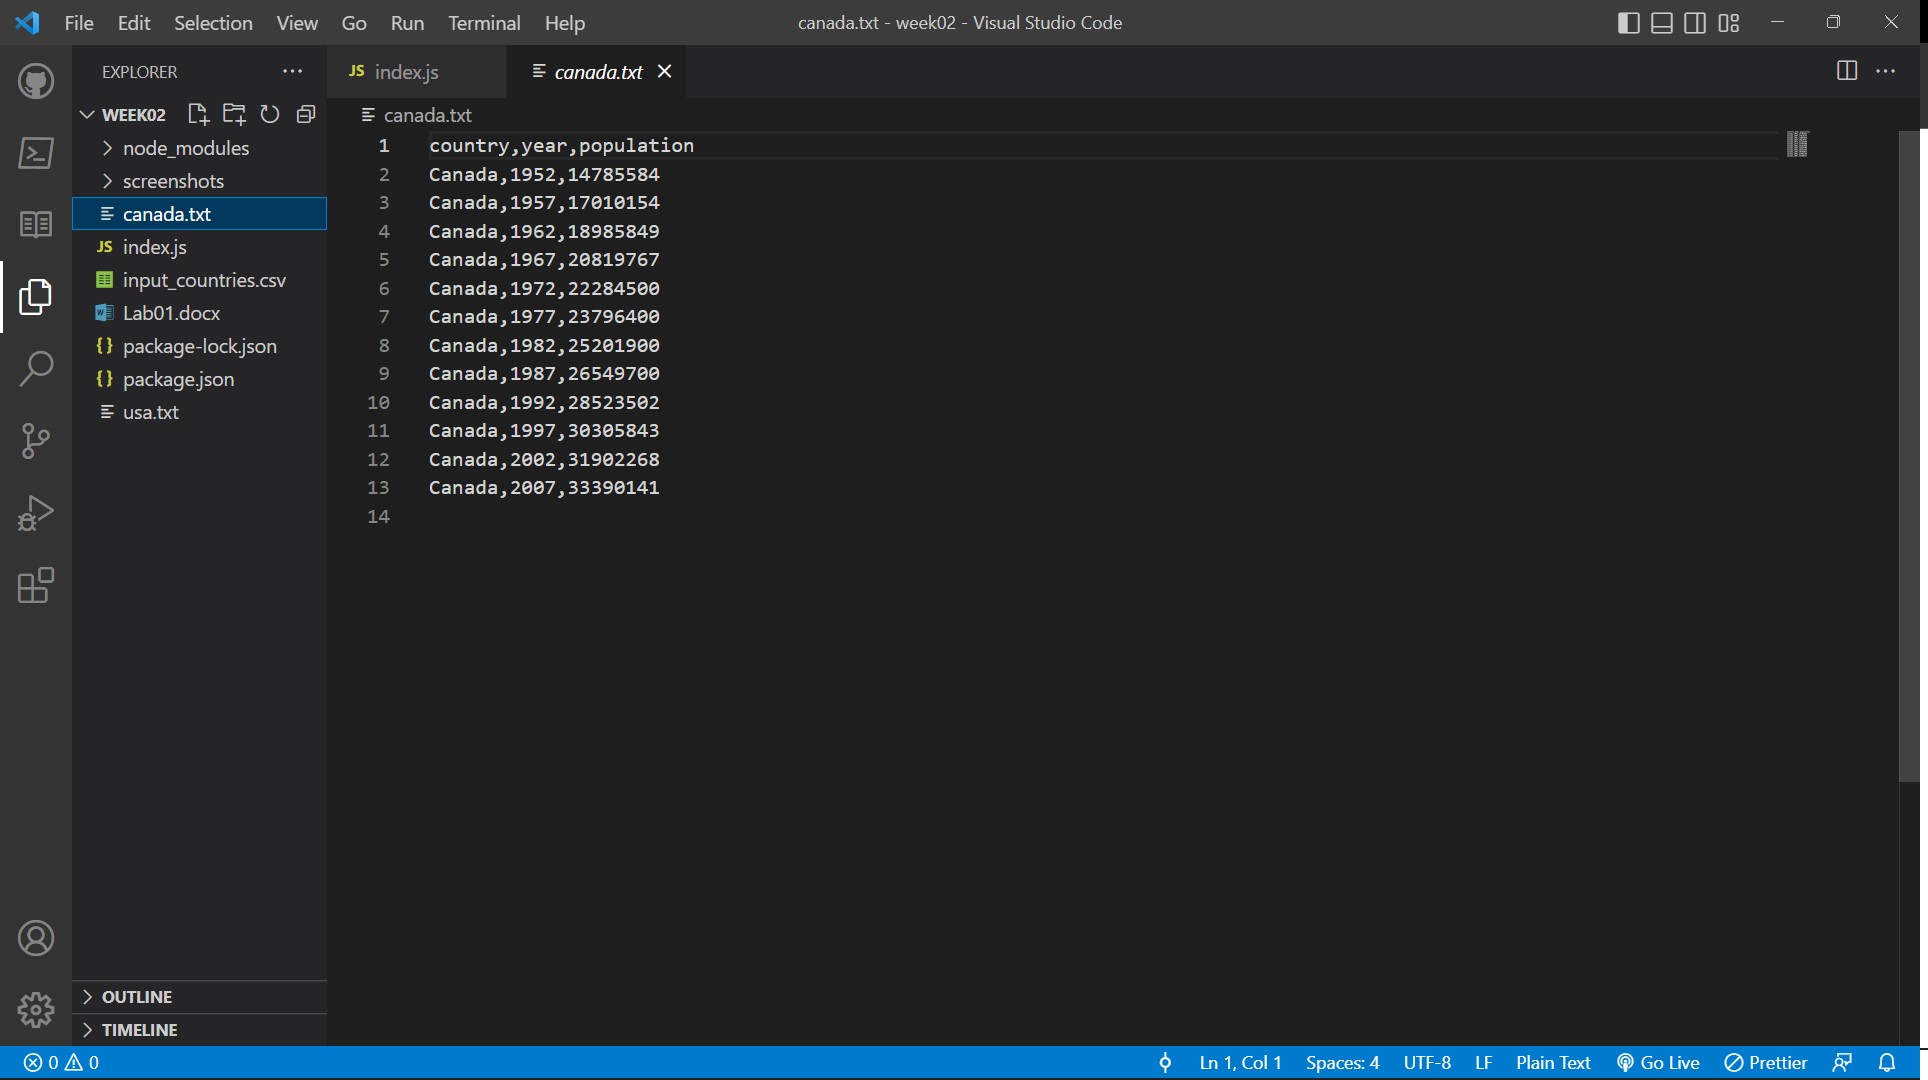 File Edit Selection View Go Run Terminal Help canada.txt - week02 - Visual Studio Code
EXPLORER
JS index.js
canada.txt
WEEK02
node_modules
screenshots
canada.txt
JS index.js
input_countries.csv
Lab01.docx
{} package-lock.json
{} package.json
usa.txt
OUTLINE
TIMELINE
canada.txt
1 country,year,population
2 Canada,1952,14785584
3 Canada,1957,17010154
4 Canada,1962,18985849
5 Canada,1967,20819767
6 Canada,1972,22284500
7 Canada,1977,23796400
8 Canada,1982,25201900
9 Canada,1987,26549700
10 Canada,1992,28523502
11 Canada,1997,30305843
12 Canada,2002,31902268
13 Canada,2007,33390141
14
0 0 Ln 1, Col 1 Spaces: 4 UTF-8 LF Plain Text Go Live Prettier